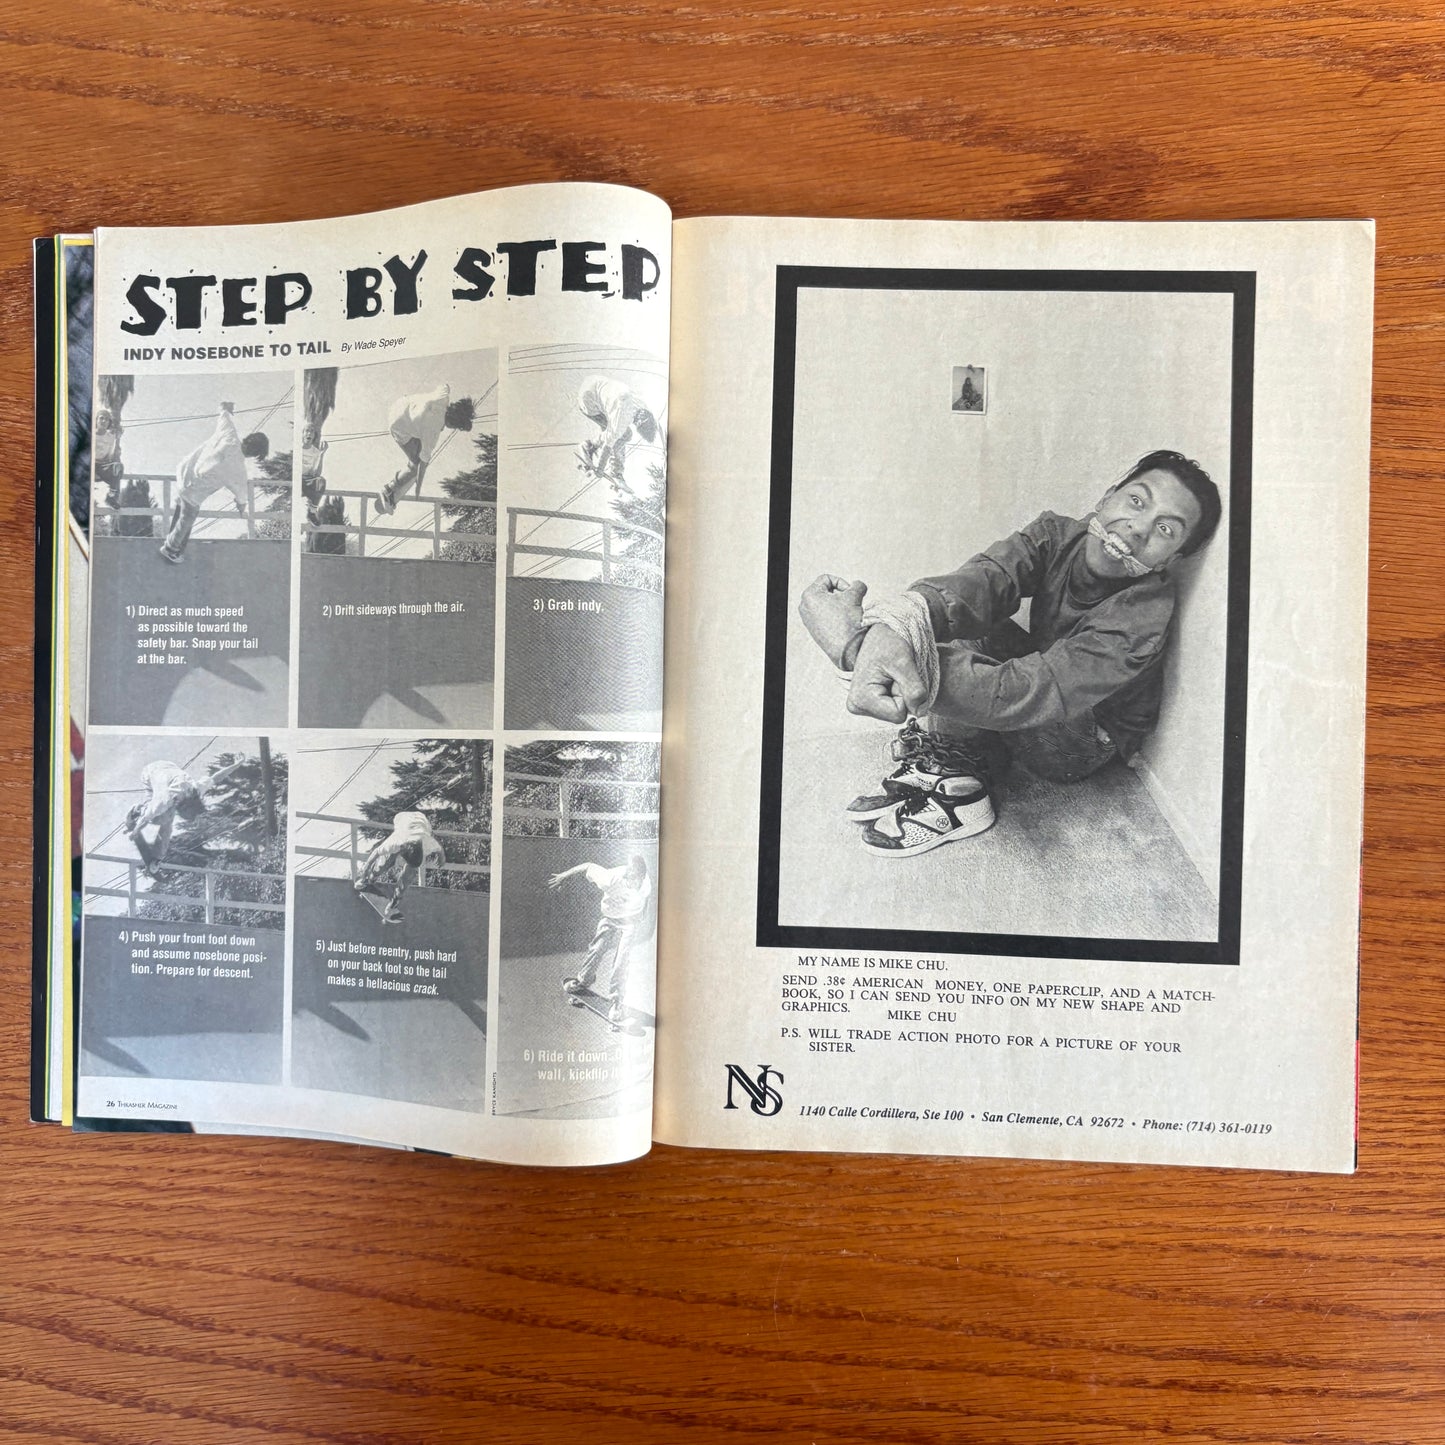 STEP BY STEP
INDY NOSEBONE TO TAIL By Wade Speyer
1) Direct as much speed
as possible toward the
safety bar. Snap your tail
at the bar.
2) Drift sideways through the air.
3) Grab indy.
4) Push your front foot down
and assume nosebone posi-
tion. Prepare for descent.
5) Just before reentry, push hard
on your back foot so the tail
makes a hellacious crack.
6) Ride it down.
wall, kickflip
BRYCE KANIGHTS
26 THRASHER MAGAZINE
MY NAME IS MIKE CHU.
SEND .38¢ AMERICAN MONEY, ONE PAPERCLIP, AND A MATCH-
BOOK, SO I CAN SEND YOU INFO ON MY NEW SHAPE AND
GRAPHICS. MIKE CHU
P.S. WILL TRADE ACTION PHOTO FOR A PICTURE OF YOUR
SISTER.
NS
1140 Calle Cordillera, Ste 100 • San Clemente, CA 92672 • Phone: (714) 361-0119